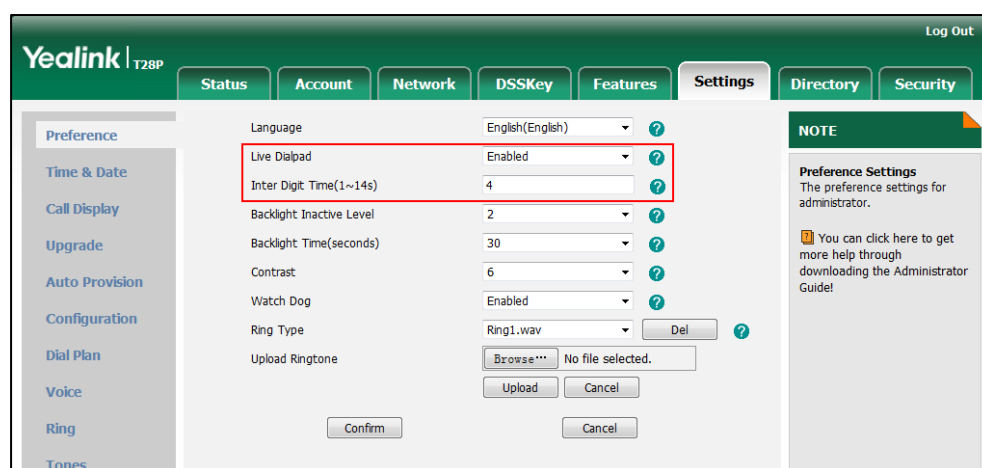 Log Out
Yealink | T28P
Status Account Network DSSKey Features Settings Directory Security
Preference
Time & Date
Call Display
Upgrade
Auto Provision
Configuration
Dial Plan
Voice
Ring
Tones
Language English(English) ?
Live Dialpad Enabled ?
Inter Digit Time(1~14s) 4 ?
Backlight Inactive Level 2 ?
Backlight Time(seconds) 30 ?
Contrast 6 ?
Watch Dog Enabled ?
Ring Type Ring1.wav Del ?
Upload Ringtone Browse… No file selected.
Upload Cancel
Confirm Cancel
NOTE
Preference Settings
The preference settings for
administrator.
? You can click here to get
more help through
downloading the Administrator
Guide!